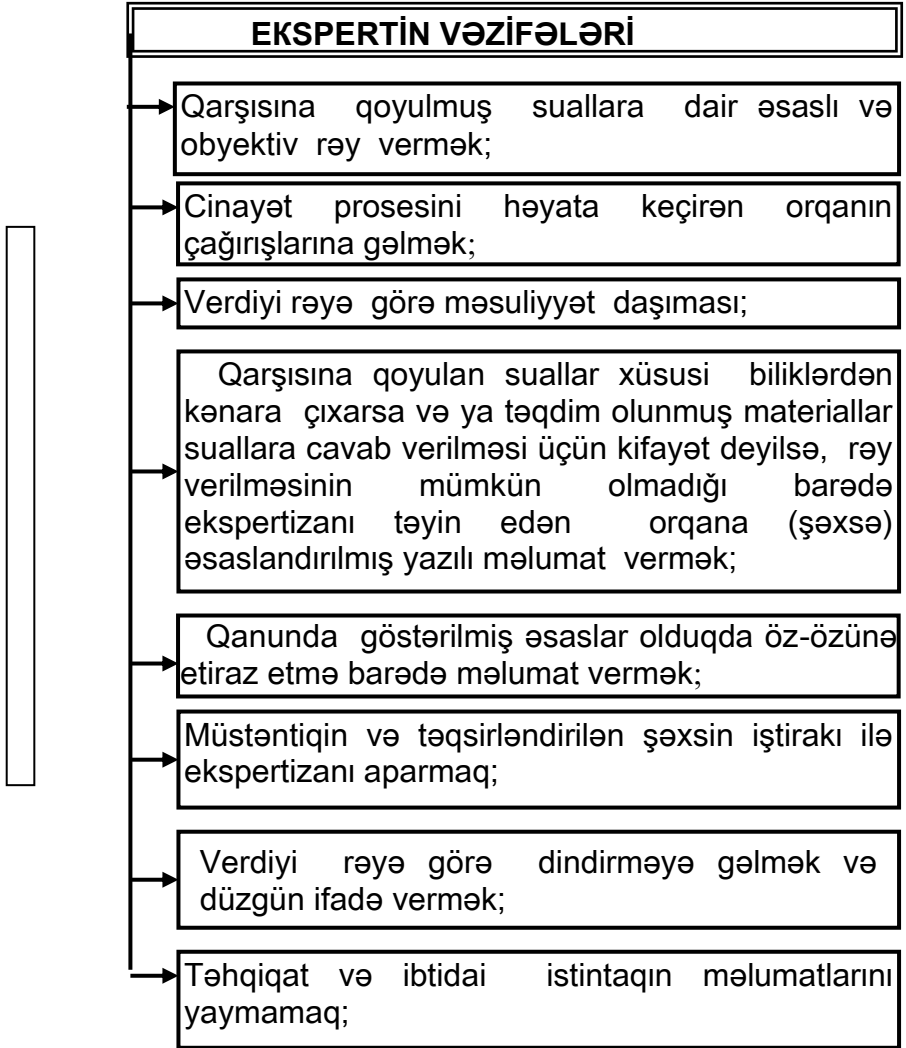 EKSPERTİN VƏZİFƏLƏRİ
Qarşısına qoyulmuş suallara dair əsaslı və
obyektiv rəy vermək;
Cinayət prosesini həyata keçirən orqanın
çağırışlarına gəlmək;
Verdiyi rəyə görə məsuliyyət daşıması;
Qarşısına qoyulan suallar xüsusi biliklərdən
kənara çıxarsa və ya təqdim olunmuş materiallar
suallara cavab verilməsi üçün kifayət deyilsə, rəy
verilməsinin mümkün olmadığı barədə
ekspertizanı təyin edən orqana (şəxsə)
əsaslandırılmış yazılı məlumat vermək;
Qanunda göstərilmiş əsaslar olduqda öz-özünə
etiraz etmə barədə məlumat vermək;
Müstəntiqin və təqsirləndirilən şəxsin iştirakı ilə
ekspertizanı aparmaq;
Verdiyi rəyə görə dindirməyə gəlmək və
düzgün ifadə vermək;
Təhqiqat və ibtidai istintaqın məlumatlarını
yaymamaq;